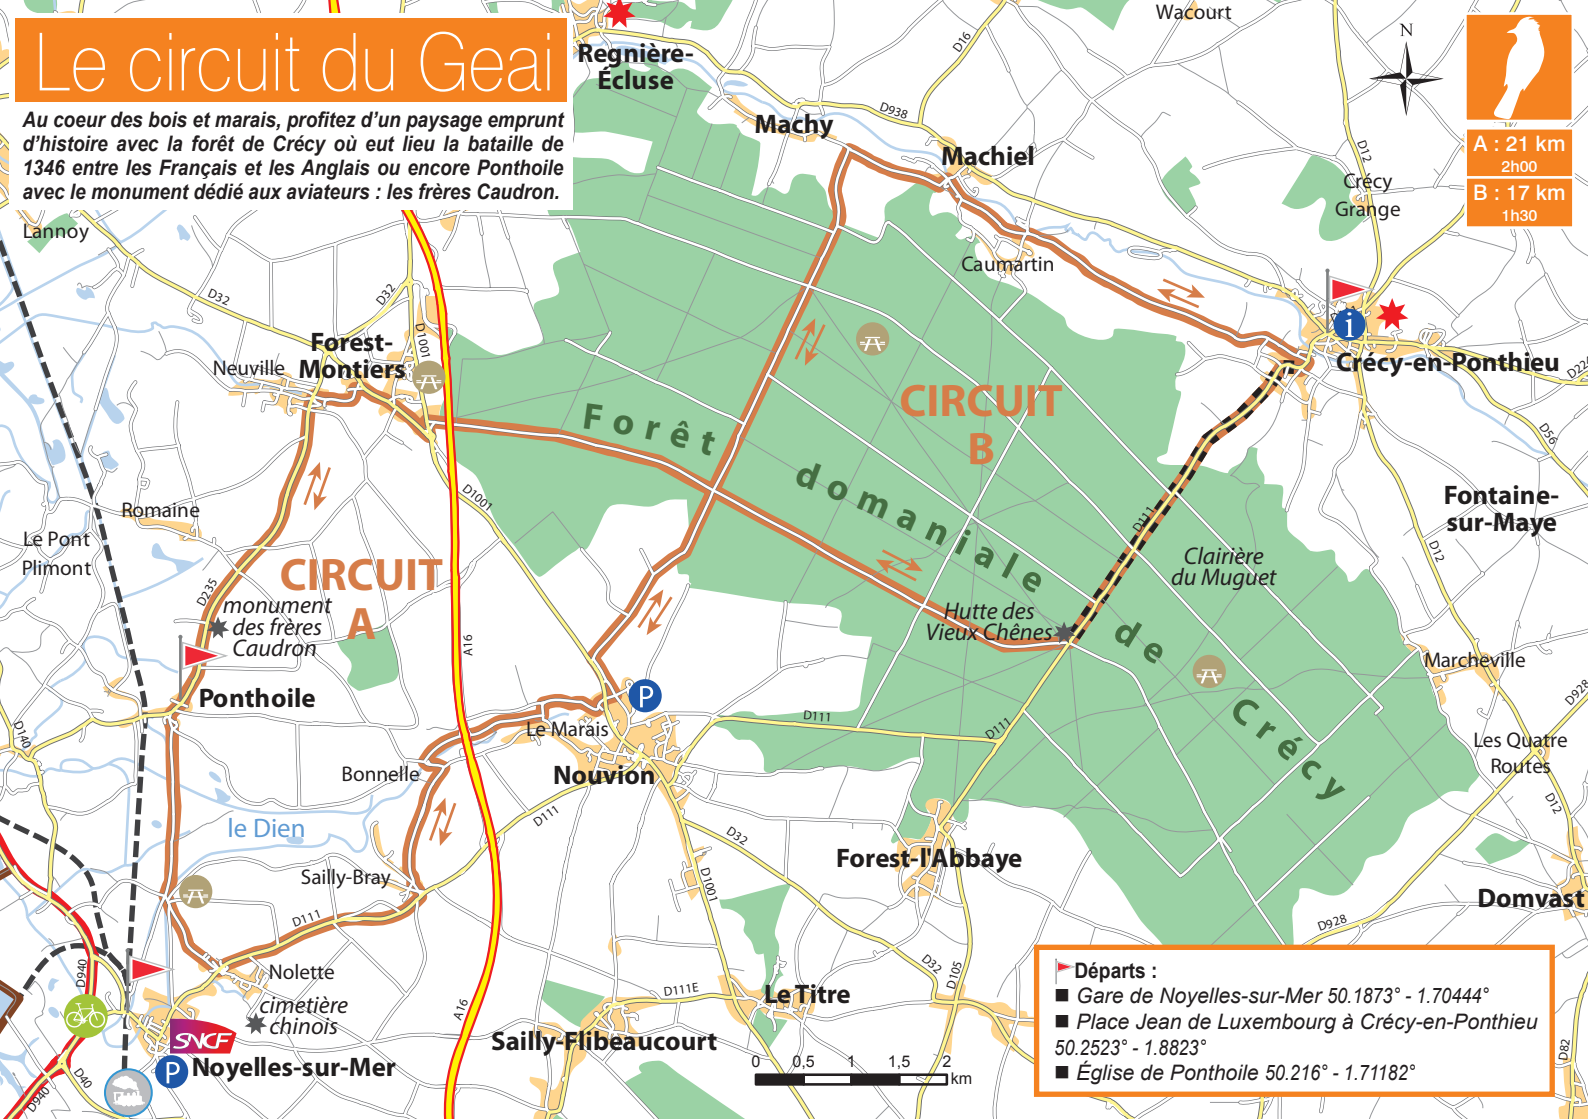 Le circuit du Geai
Au coeur des bois et marais, profitez d'un paysage emprunt
d'histoire avec la forêt de Crécy où eut lieu la bataille de
1346 entre les Français et les Anglais ou encore Ponthoile
avec le monument dédié aux aviateurs : les frères Caudron.
A : 21 km
2h00
B : 17 km
1h30
N
Wacourt
Regnière-
Écluse
D16
D938
Machy
Machiel
D12
Crécy
Grange
Lannoy
Caumartin
D32
D32
D1001
Forest-
Montiers
Neuville
i
Crécy-en-Ponthieu
D224
CIRCUIT
B
Forêt
domaniale
de
Crécy
D56
D1001
Romaine
Le Pont
Plimont
Fontaine-
sur-Maye
D111
D12
Clairière
du Muguet
CIRCUIT
A
D235
monument
des frères
Caudron
Hutte des
Vieux Chênes
A16
Marcheville
Ponthoile
P
D928
D140
Le Marais
D111
D111
Les Quatre
Routes
Bonnelle
Nouvion
D12
D111
le Dien
D32
Forest-l'Abbaye
Sailly-Bray
D1001
Domvast
D111
D928
D940
Nolette
D32
D105
cimetière
chinois
D111E
Le Titre
A16
SNCF
Sailly-Flibeaucourt
P
Noyelles-sur-Mer
D40
D940
D82
0 0,5 1 1,5 2
km
Départs :
■ Gare de Noyelles-sur-Mer 50.1873° - 1.70444°
■ Place Jean de Luxembourg à Crécy-en-Ponthieu
50.2523° - 1.8823°
■ Église de Ponthoile 50.216° - 1.71182°